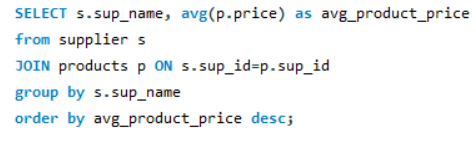 SELECT s.sup_name, avg(p.price) as avg_product_price
from supplier s
JOIN products p ON s.sup_id=p.sup_id
group by s.sup_name
order by avg_product_price desc;